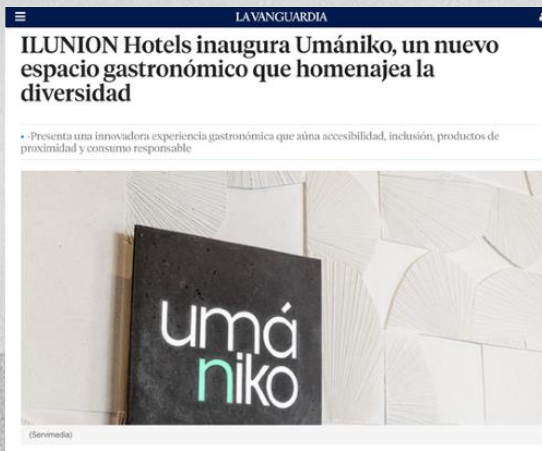 LA VANGUARDIA
ILUNION Hotels inaugura Umániko, un nuevo
espacio gastronómico que homenajea la
diversidad
• -Presenta una innovadora experiencia gastronómica que aúna accesibilidad, inclusión, productos de
proximidad y consumo responsable
umá
niko
(Servimedia)